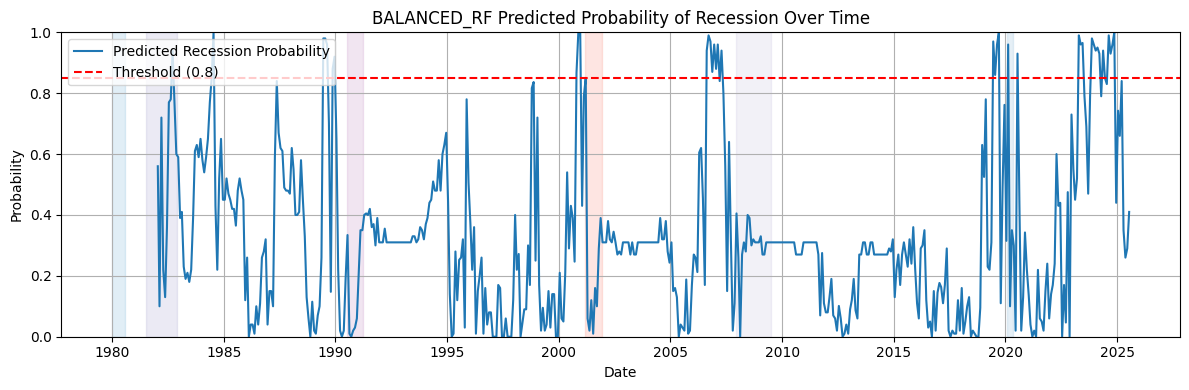 BALANCED_RF Predicted Probability of Recession Over Time
Predicted Recession Probability
Threshold (0.8)
Probability
1.0
0.8
0.6
0.4
0.2
0.0
1980 1985 1990 1995 2000 2005 2010 2015 2020 2025
Date